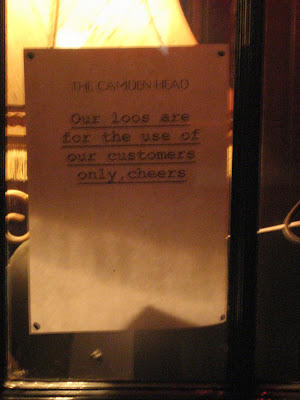 THE CAMDEN HEAD
Our loos are
for the use of
our customers
only,cheers